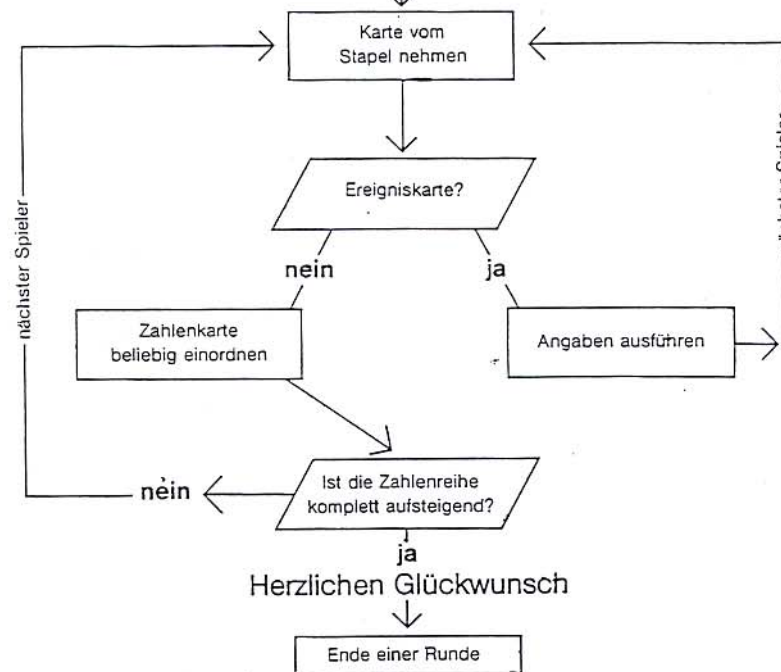 Karte vom
Stapel nehmen
Ereigniskarte?
nein
ja
nächster Spieler
Zahlenkarte
beliebig einordnen
Angaben ausführen
Ist die Zahlenreihe
komplett aufsteigend?
nein
ja
Herzlichen Glückwunsch
Ende einer Runde